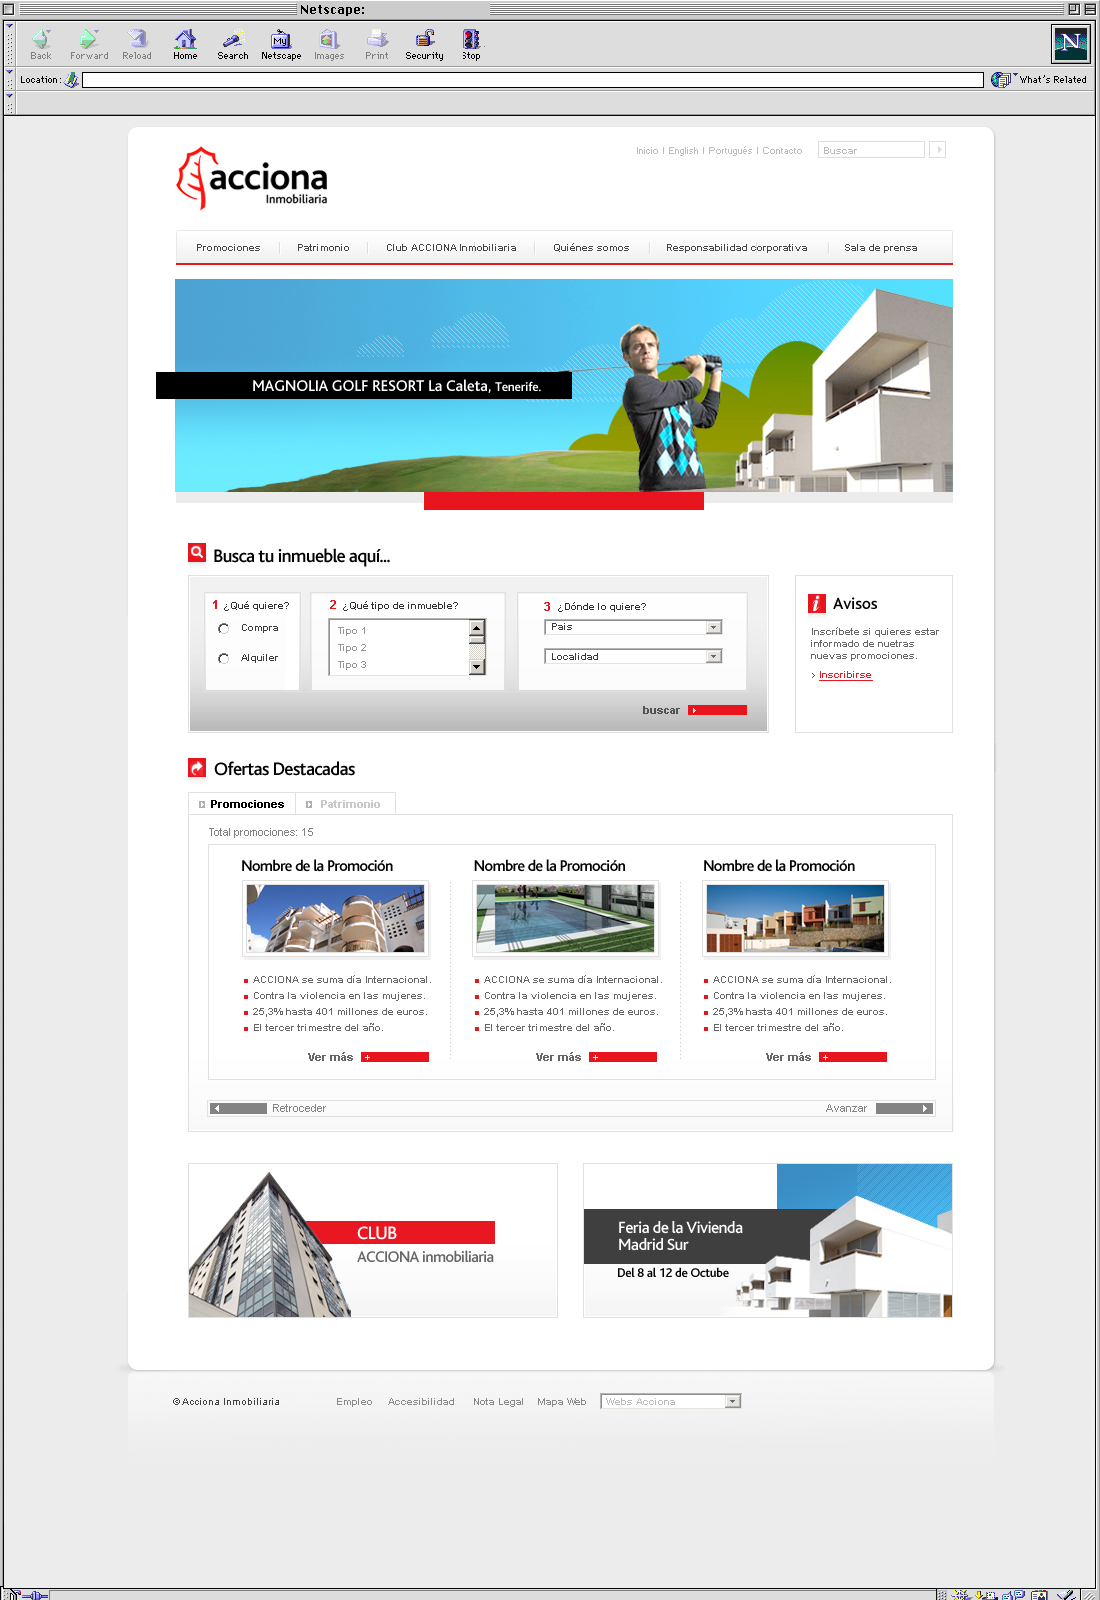 Netscape:
Back Forward Reload Home Search Netscape Images Print Security Stop
My
N
Location: What's Related
Inicio | English | Portugués | Contacto Buscar
acciona
Inmobiliaria
Promociones Patrimonio Club ACCIONA Inmobiliaria Quiénes somos Responsabilidad corporativa Sala de prensa
MAGNOLIA GOLF RESORT La Caleta, Tenerife.
Busca tu inmueble aquí...
1 ¿Qué quiere?
Compra
Alquiler
2 ¿Qué tipo de inmueble?
Tipo 1
Tipo 2
Tipo 3
3 ¿Dónde lo quiere?
Pais
Localidad
buscar
i Avisos
Inscríbete si quieres estar
informado de nuetras
nuevas promociones.
> Inscribirse
Ofertas Destacadas
Promociones Patrimonio
Total promociones: 15
Nombre de la Promoción
ACCIONA se suma día Internacional.
Contra la violencia en las mujeres.
25,3% hasta 401 millones de euros.
El tercer trimestre del año.
Ver más +
Nombre de la Promoción
ACCIONA se suma día Internacional.
Contra la violencia en las mujeres.
25,3% hasta 401 millones de euros.
El tercer trimestre del año.
Ver más +
Nombre de la Promoción
ACCIONA se suma día Internacional.
Contra la violencia en las mujeres.
25,3% hasta 401 millones de euros.
El tercer trimestre del año.
Ver más +
Retroceder Avanzar
CLUB
ACCIONA inmobiliaria
Feria de la Vivienda
Madrid Sur
Del 8 al 12 de Octube
© Acciona Inmobiliaria Empleo Accesibilidad Nota Legal Mapa Web Webs Acciona